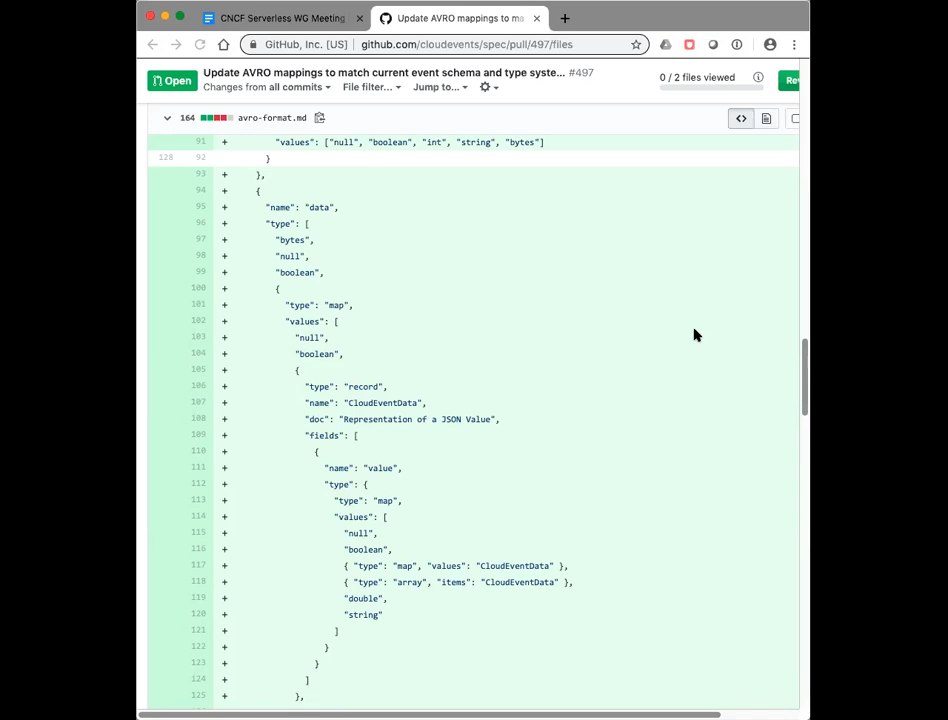 CNCF Serverless WG Meeting
Update AVRO mappings to ma
GitHub, Inc. [US]
github.com/cloudevents/spec/pull/497/files
Open
Update AVRO mappings to match current event schema and type syste... #497
Changes from all commits
File filter...
Jump to...
0 / 2 files viewed
Re
164
avro-format.md
91 + "values": ["null", "boolean", "int", "string", "bytes"]
128 92 }
93 + },
94 + {
95 + "name": "data",
96 + "type": [
97 + "bytes",
98 + "null",
99 + "boolean",
100 + {
101 + "type": "map",
102 + "values": [
103 + "null",
104 + "boolean",
105 + {
106 + "type": "record",
107 + "name": "CloudEventData",
108 + "doc": "Representation of a JSON Value",
109 + "fields": [
110 + {
111 + "name": "value",
112 + "type": {
113 + "type": "map",
114 + "values": [
115 + "null",
116 + "boolean",
117 + { "type": "map", "values": "CloudEventData" },
118 + { "type": "array", "items": "CloudEventData" },
119 + "double",
120 + "string"
121 + ]
122 + }
123 + }
124 + ]
125 + },